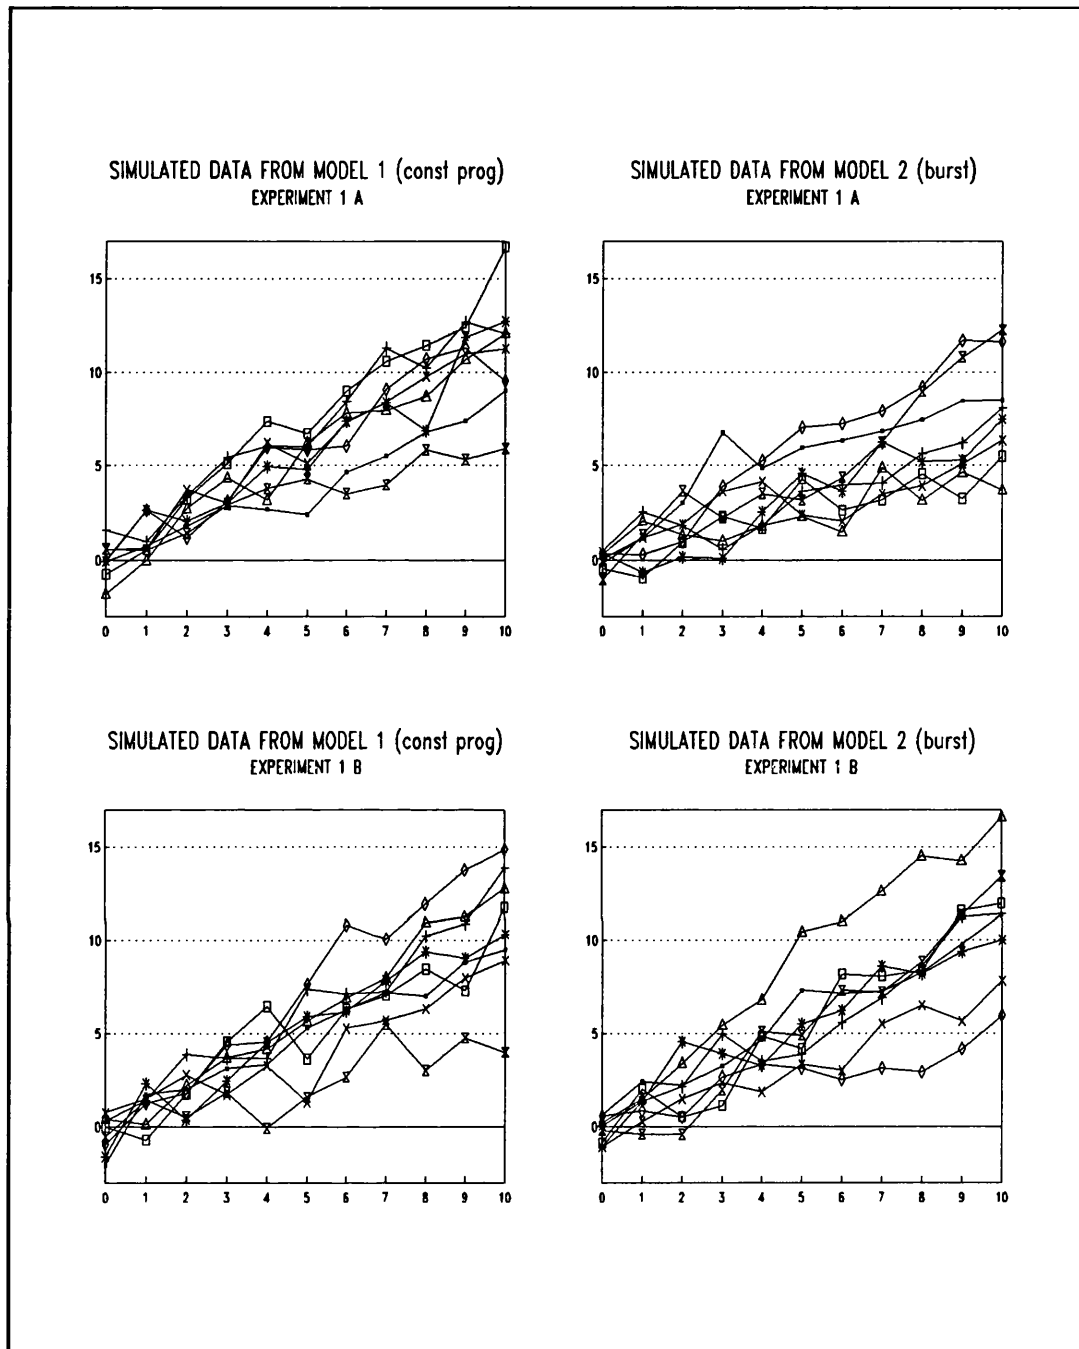 SIMULATED DATA FROM MODEL 1 (const prog)
EXPERIMENT 1 A
15
10
5
0
0 1 2 3 4 5 6 7 8 9 10
SIMULATED DATA FROM MODEL 2 (burst)
EXPERIMENT 1 A
15
10
5
0
0 1 2 3 4 5 6 7 8 9 10
SIMULATED DATA FROM MODEL 1 (const prog)
EXPERIMENT 1 B
15
10
5
0
0 1 2 3 4 5 6 7 8 9 10
SIMULATED DATA FROM MODEL 2 (burst)
EXPERIMENT 1 B
15
10
5
0
0 1 2 3 4 5 6 7 8 9 10